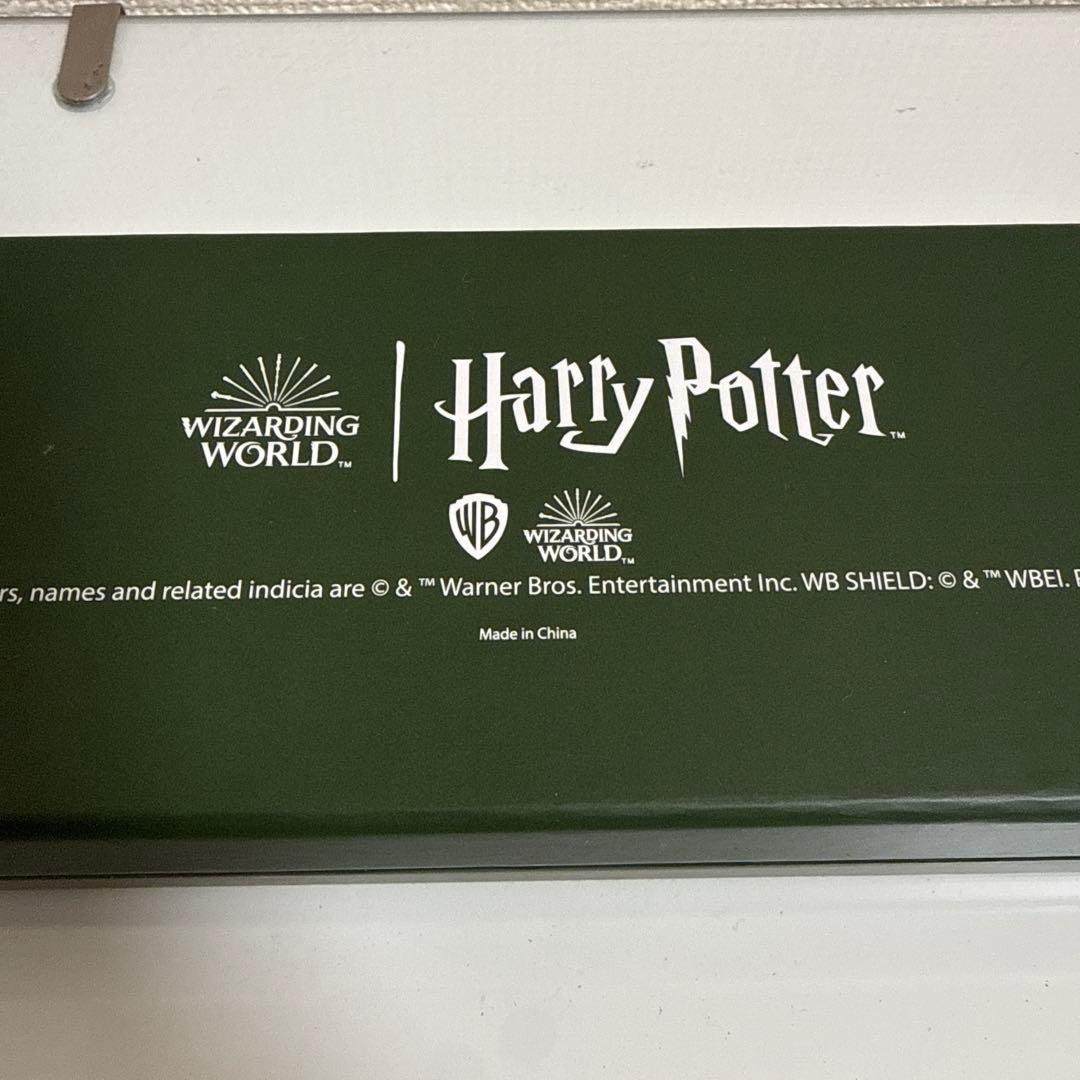 WIZARDING
WORLD™
Harry Potter™
WB WIZARDING
WORLD™
names and related indicia are © & ™ Warner Bros. Entertainment Inc. WB SHIELD: © & ™ WBEI.
Made in China